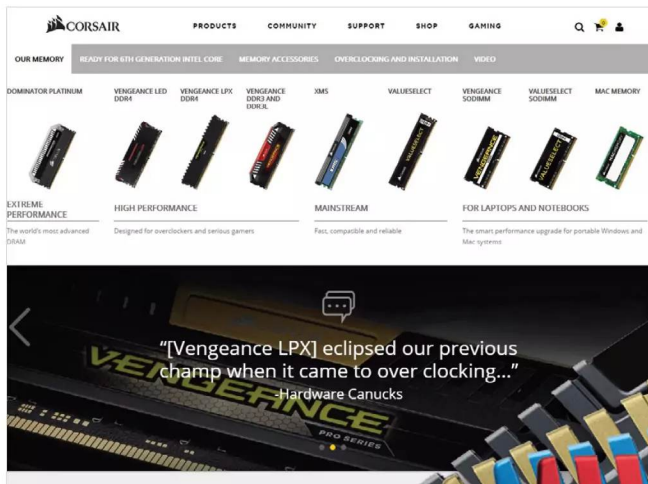 CORSAIR
PRODUCTS COMMUNITY SUPPORT SHOP GAMING
OUR MEMORY READY FOR 6TH GENERATION INTEL CORE MEMORY ACCESSORIES OVERCLOCKING AND INSTALLATION VIDEO
DOMINATOR PLATINUM
VENGEANCE LED
DDR4
VENGEANCE LPX
DDR4
VENGEANCE
DDR3 AND
DDR3L
XMS
VALUESELECT
VENGEANCE
SODIMM
VALUESELECT
SODIMM
MAC MEMORY
VALUESELECT
VENGEANCE
VALUESELECT
EXTREME
PERFORMANCE
The world's most advanced
DRAM
HIGH PERFORMANCE
Designed for overclockers and serious gamers
MAINSTREAM
Fast, compatible and reliable
FOR LAPTOPS AND NOTEBOOKS
The smart performance upgrade for portable Windows and
Mac systems
“[Vengeance LPX] eclipsed our previous
champ when it came to over clocking...”
-Hardware Canucks
VENGEANCE
PRO SERIES